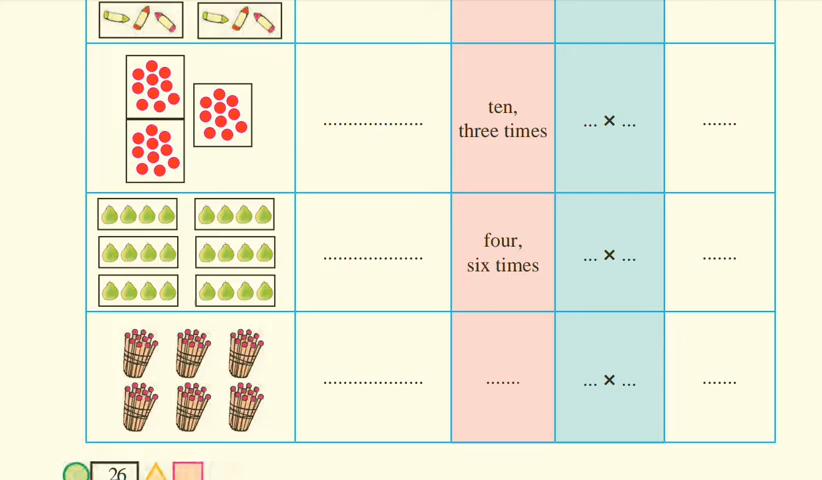 ....................
ten,
three times
... × ...
.......
....................
four,
six times
... × ...
.......
....................
.......
... × ...
.......
26